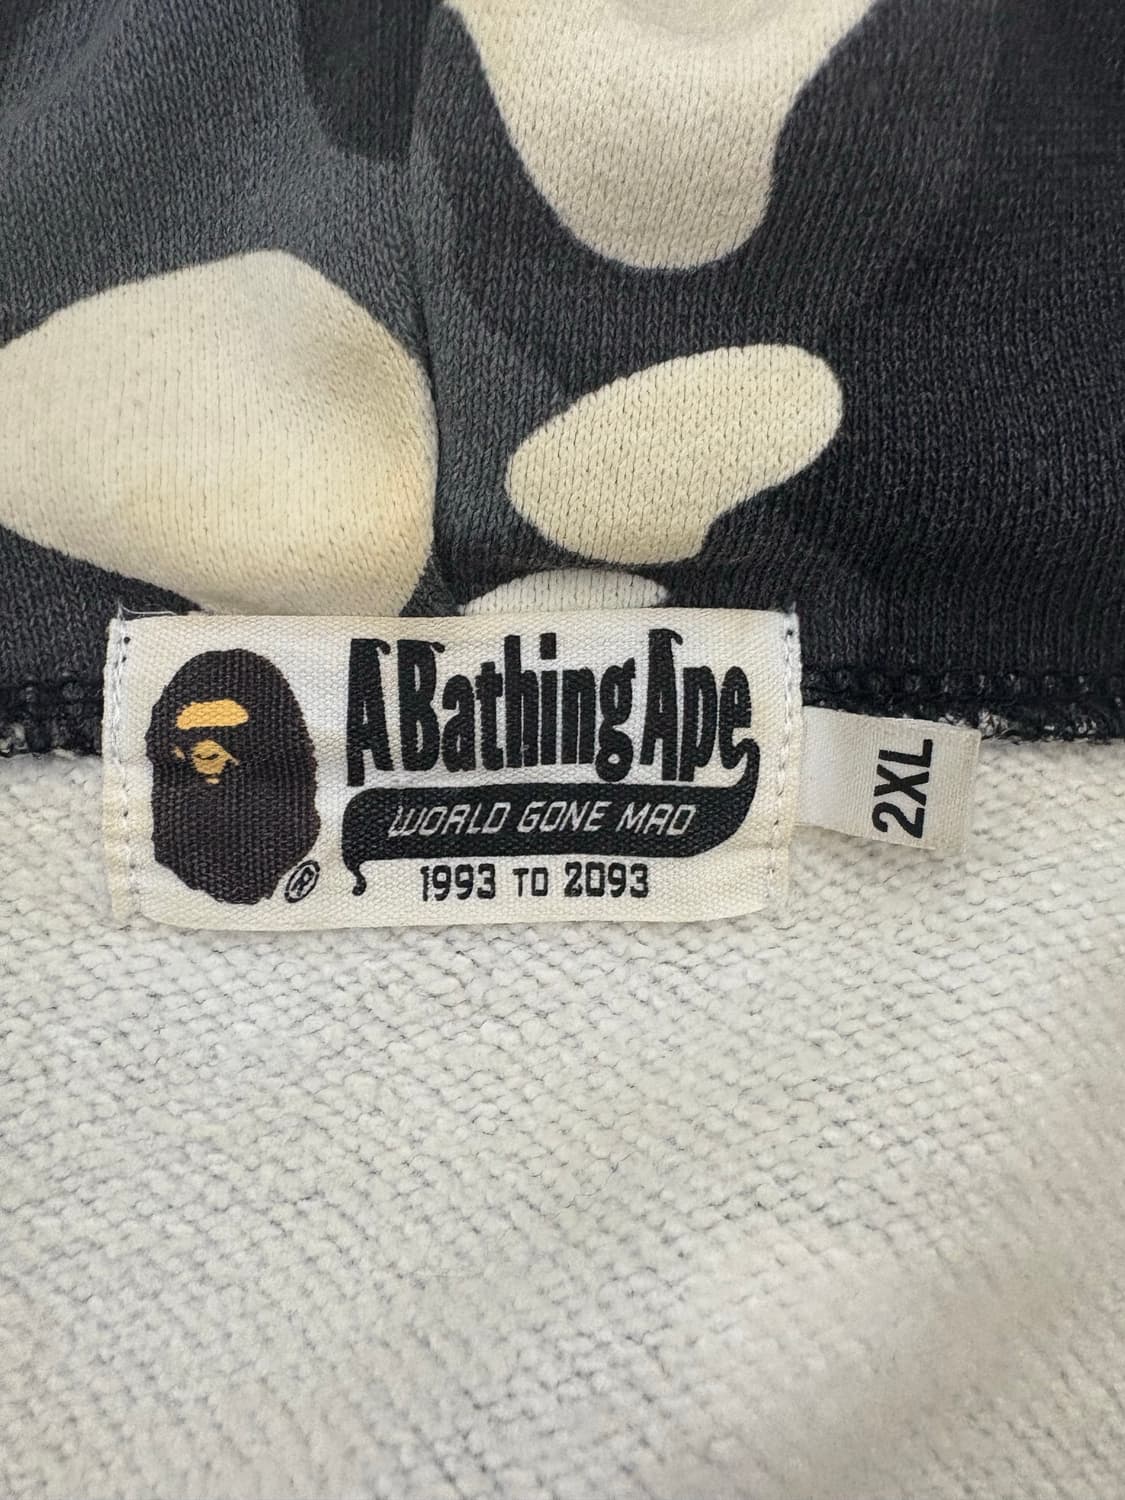 A Bathing Ape
WORLD GONE MAD
1993 TO 2093
®
2XL